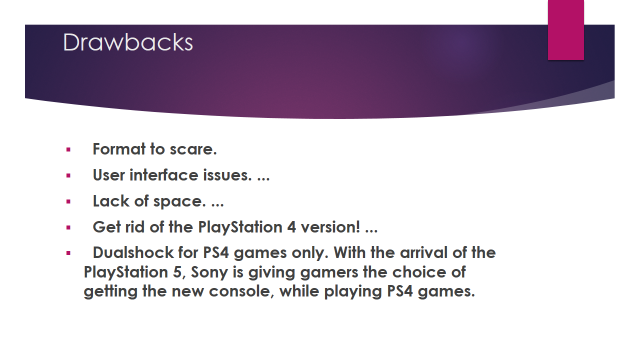 Drawbacks
Format to scare.
User interface issues. ...
Lack of space. ...
Get rid of the PlayStation 4 version! ...
Dualshock for PS4 games only. With the arrival of the
PlayStation 5, Sony is giving gamers the choice of
getting the new console, while playing PS4 games.